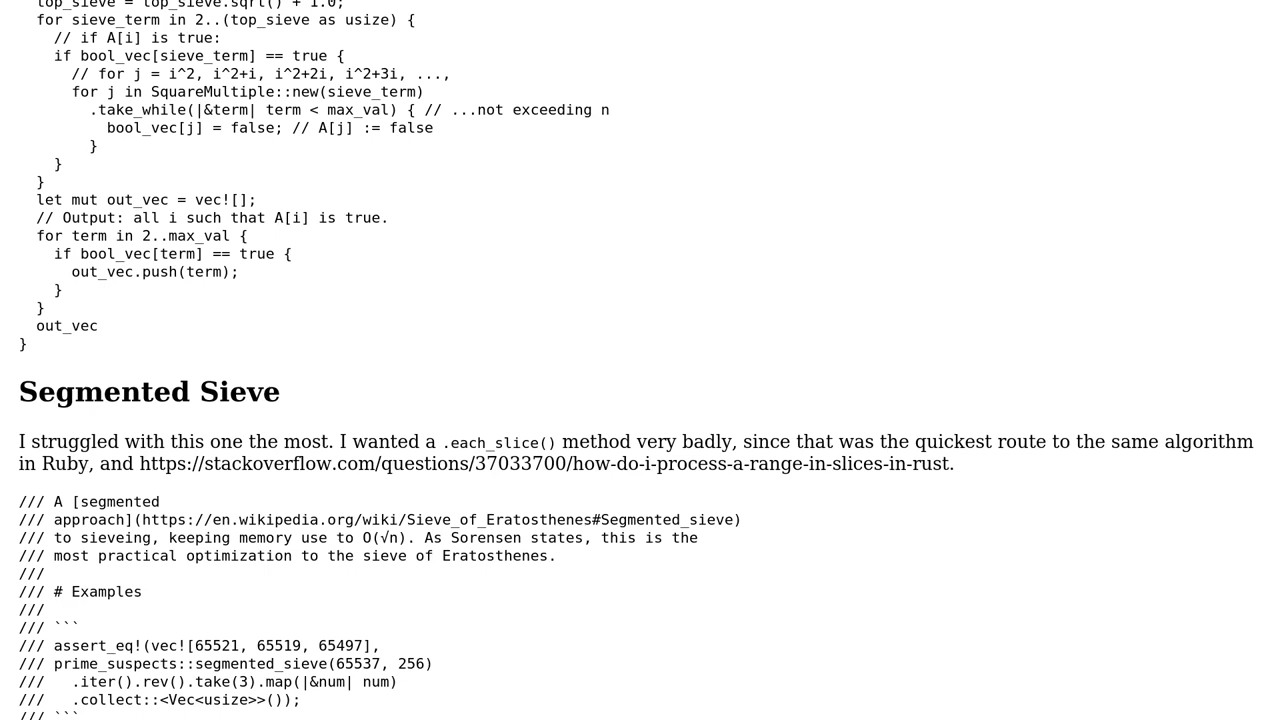 top_sieve = top_sieve.sqrt() + 1.0;
for sieve_term in 2..(top_sieve as usize) {
// if A[i] is true:
if bool_vec[sieve_term] == true {
// for j = i^2, i^2+i, i^2+2i, i^2+3i, ...,
for j in SquareMultiple::new(sieve_term)
.take_while(|&term| term < max_val) { // ...not exceeding n
bool_vec[j] = false; // A[j] := false
}
}
}
let mut out_vec = vec![];
// Output: all i such that A[i] is true.
for term in 2..max_val {
if bool_vec[term] == true {
out_vec.push(term);
}
}
out_vec
}
Segmented Sieve
I struggled with this one the most. I wanted a .each_slice() method very badly, since that was the quickest route to the same algorithm
in Ruby, and https://stackoverflow.com/questions/37033700/how-do-i-process-a-range-in-slices-in-rust.
/// A [segmented
/// approach](https://en.wikipedia.org/wiki/Sieve_of_Eratosthenes#Segmented_sieve)
/// to sieveing, keeping memory use to O(√n). As Sorensen states, this is the
/// most practical optimization to the sieve of Eratosthenes.
///
/// # Examples
///
/// ```
/// assert_eq!(vec![65521, 65519, 65497],
/// prime_suspects::segmented_sieve(65537, 256)
///   .iter().rev().take(3).map(|&num| num)
///   .collect::<Vec<usize>>());
/// ```